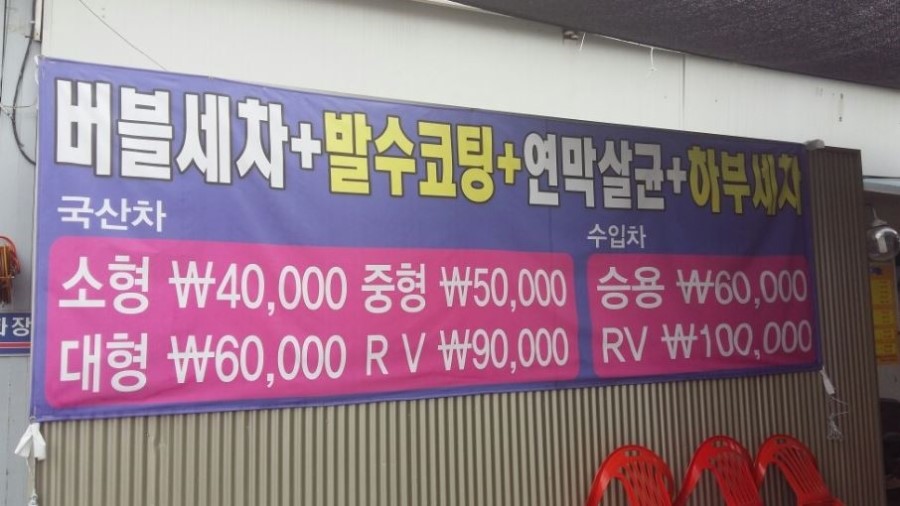 버블세차+발수코팅+연막살균+하부세차
국산차
수입차
소형 ₩40,000 중형 ₩50,000
대형 ₩60,000 RV ₩90,000
승용 ₩60,000
RV ₩100,000
장